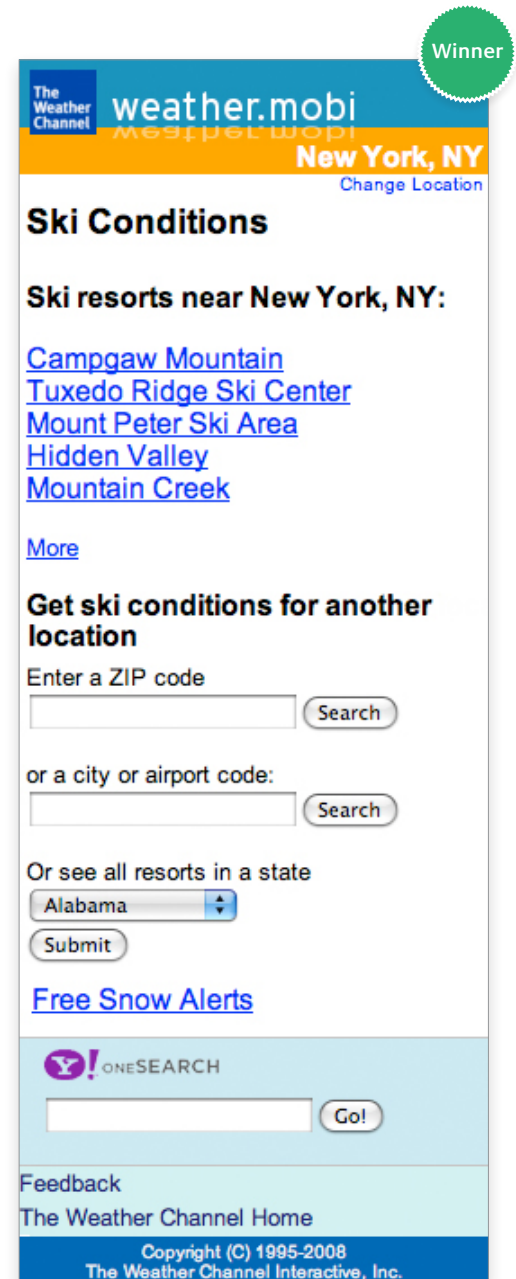 Winner
The
Weather
Channel
weather.mobi
New York, NY
Change Location
Ski Conditions
Ski resorts near New York, NY:
Campgaw Mountain
Tuxedo Ridge Ski Center
Mount Peter Ski Area
Hidden Valley
Mountain Creek
More
Get ski conditions for another
location
Enter a ZIP code
Search
or a city or airport code:
Search
Or see all resorts in a state
Alabama
Submit
Free Snow Alerts
Y! oneSEARCH
Go!
Feedback
The Weather Channel Home
Copyright (C) 1995-2008
The Weather Channel Interactive, Inc.